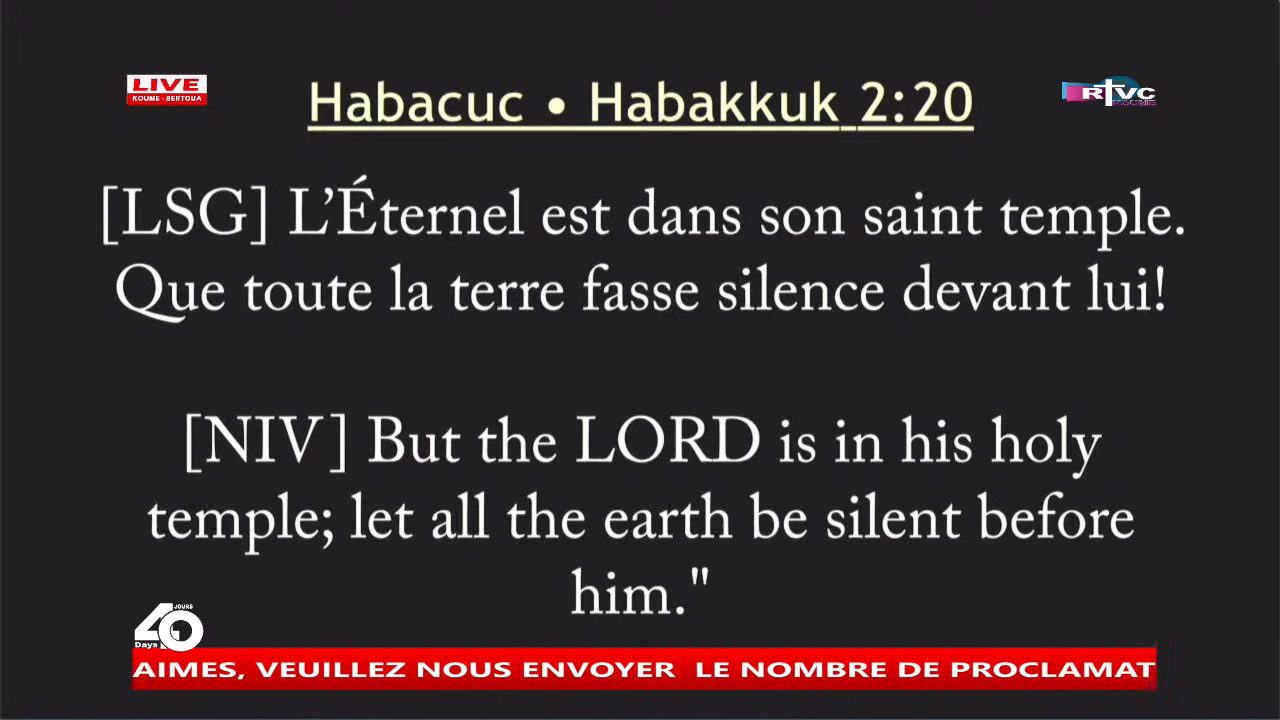 LIVE
KOUME - BERTOUA
Habacuc • Habakkuk 2:20
RTVC
[LSG] L’Éternel est dans son saint temple.
Que toute la terre fasse silence devant lui!
[NIV] But the LORD is in his holy
temple; let all the earth be silent before
him."
40 JOURS
Days
AIMES, VEUILLEZ NOUS ENVOYER LE NOMBRE DE PROCLAMAT